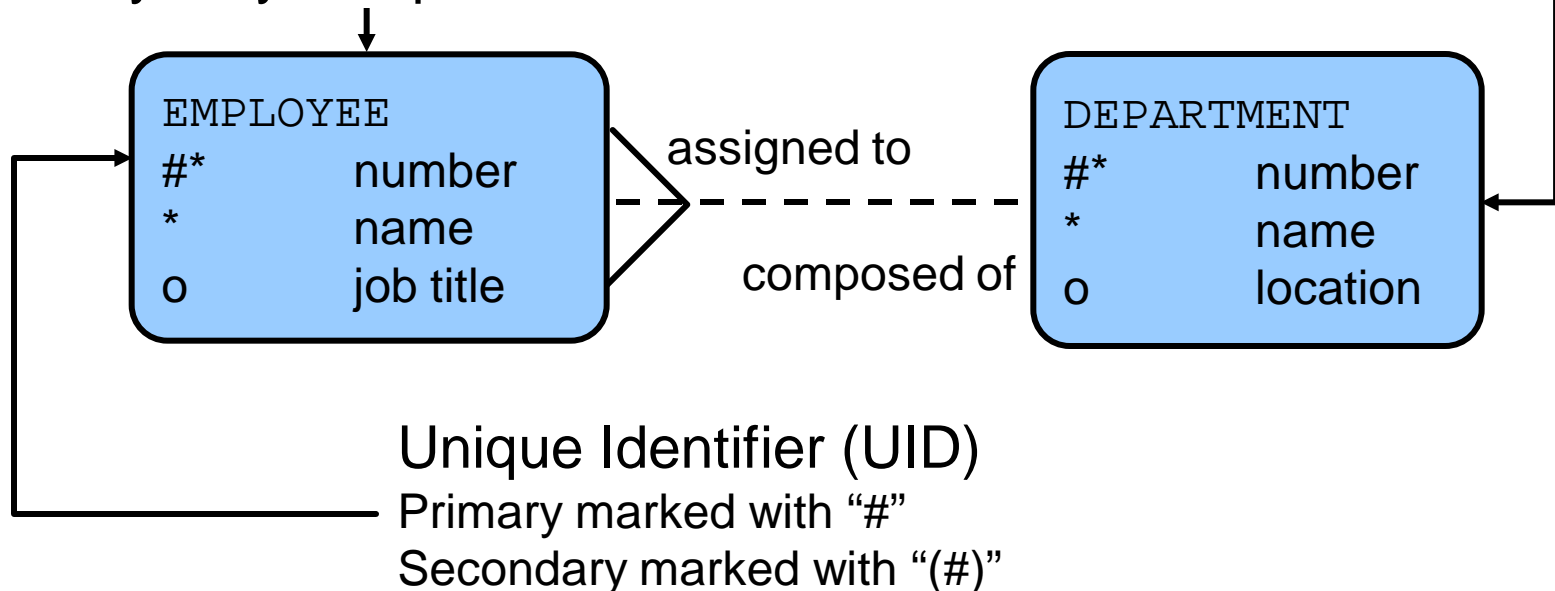 EMPLOYEE
#* number
* name
o job title
assigned to
composed of
DEPARTMENT
#* number
* name
o location
Unique Identifier (UID)
Primary marked with “#”
Secondary marked with “(#)”